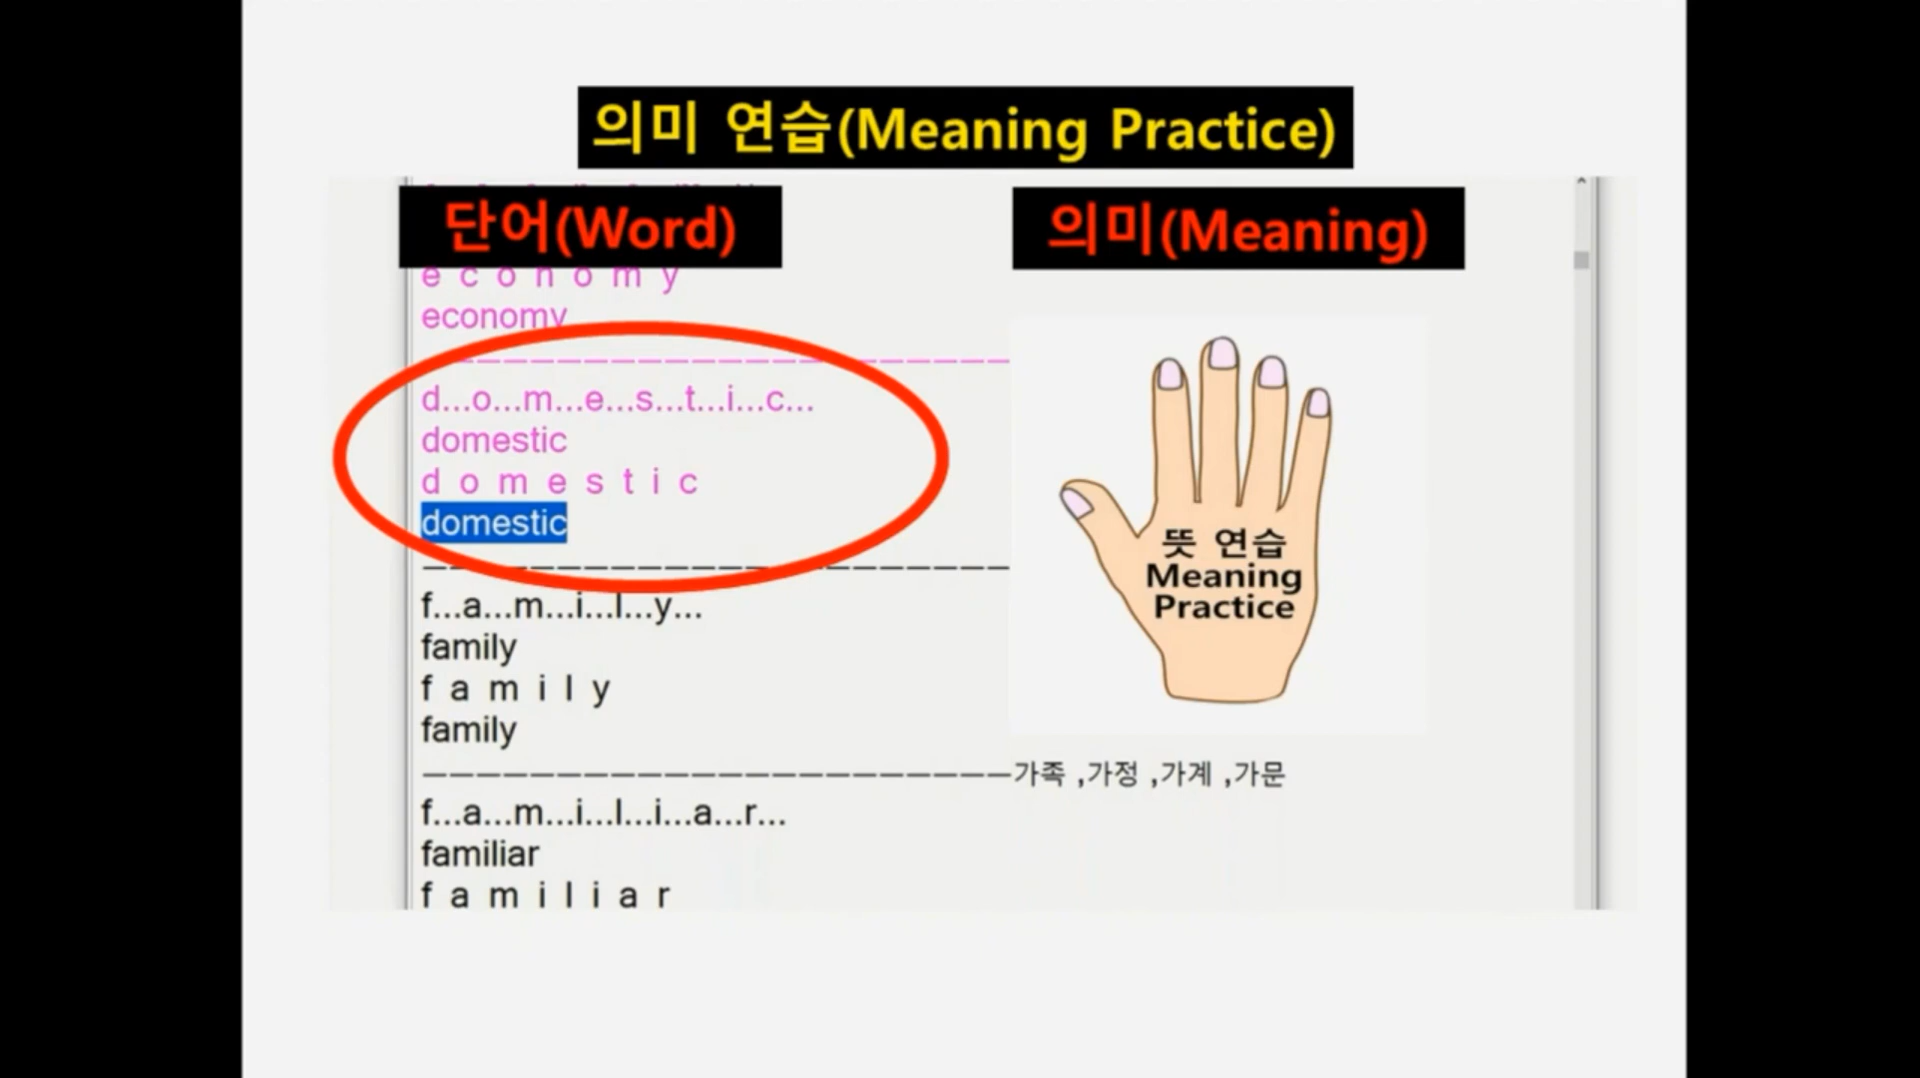 의미 연습(Meaning Practice)
단어(Word)
의미(Meaning)
e c o n o m y
economy
————————————————————————
d...o...m...e...s...t...i...c...
domestic
d o m e s t i c
domestic
————————————————————————
f...a...m...i...l...y...
family
f a m i l y
family
————————————————————————가족 ,가정 ,가계 ,가문
f...a...m...i...l...i...a...r...
familiar
f a m i l i a r
뜻 연습
Meaning
Practice